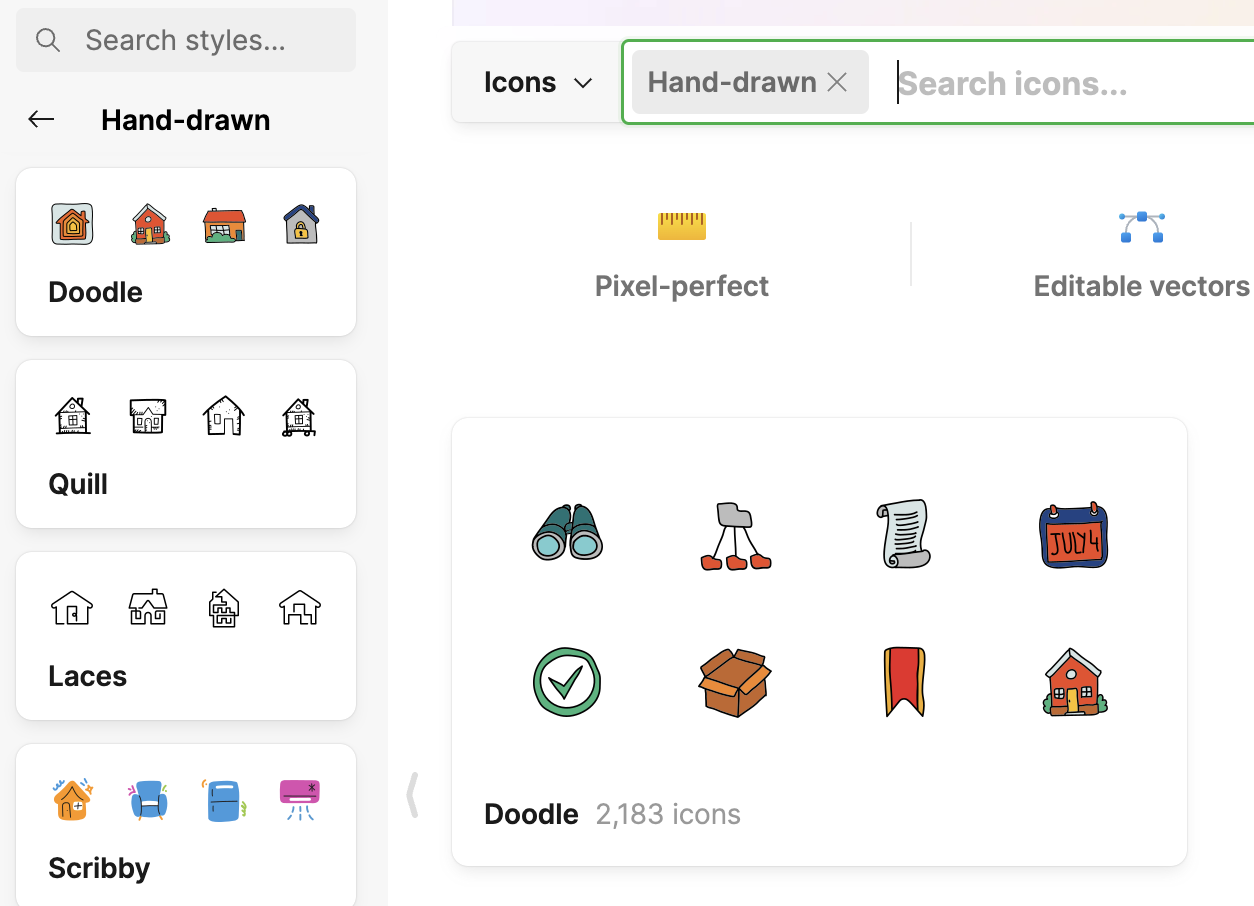 Search styles...
Hand-drawn
Doodle
Quill
Laces
Scribby
Icons
Hand-drawn
Search icons...
Pixel-perfect
Editable vectors
JULY 4
Doodle 2,183 icons